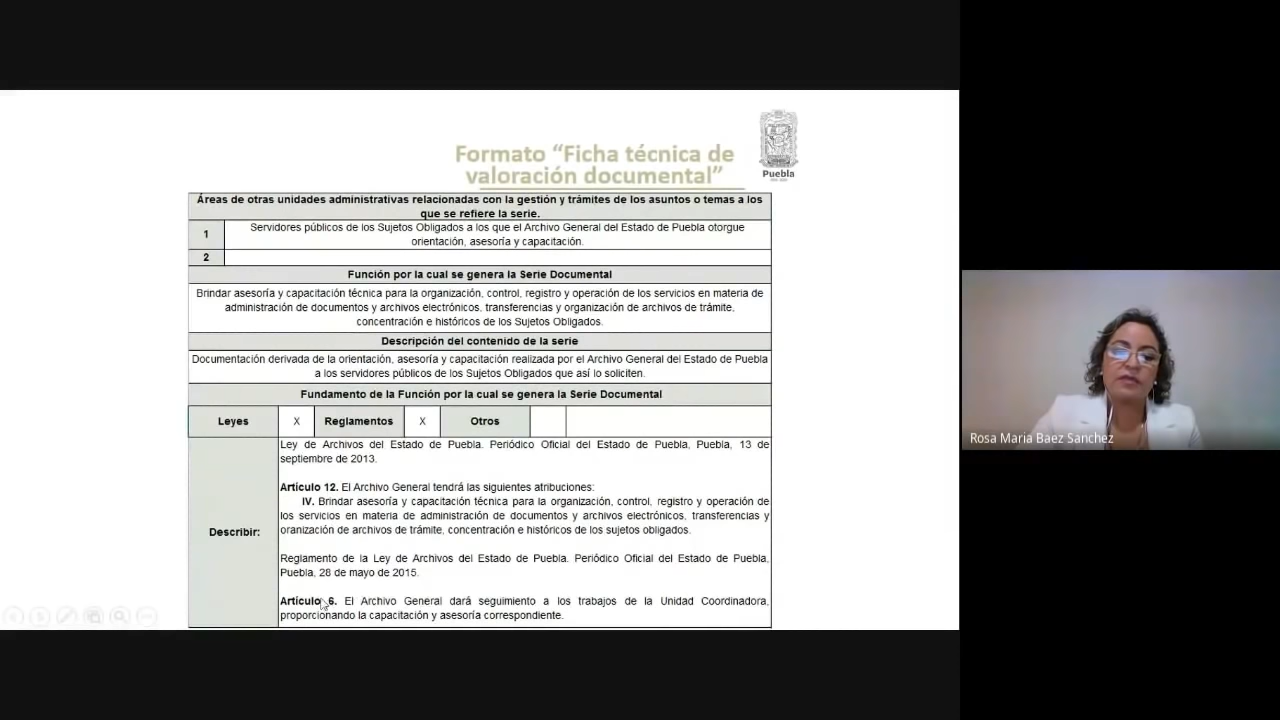 Formato “Ficha técnica de
valoración documental”
Puebla
Áreas de otras unidades administrativas relacionadas con la gestión y trámites de los asuntos o temas a los
que se refiere la serie.
1
Servidores públicos de los Sujetos Obligados a los que el Archivo General del Estado de Puebla otorgue
orientación, asesoría y capacitación.
2
Función por la cual se genera la Serie Documental
Brindar asesoría y capacitación técnica para la organización, control, registro y operación de los servicios en materia de
administración de documentos y archivos electrónicos, transferencias y organización de archivos de trámite,
concentración e históricos de los Sujetos Obligados.
Descripción del contenido de la serie
Documentación derivada de la orientación, asesoría y capacitación realizada por el Archivo General del Estado de Puebla
a los servidores públicos de los Sujetos Obligados que así lo soliciten.
Fundamento de la Función por la cual se genera la Serie Documental
Leyes X Reglamentos X Otros
Describir:
Ley de Archivos del Estado de Puebla. Periódico Oficial del Estado de Puebla, Puebla, 13 de
septiembre de 2013.
Artículo 12. El Archivo General tendrá las siguientes atribuciones:
IV. Brindar asesoría y capacitación técnica para la organización, control, registro y operación de
los servicios en materia de administración de documentos y archivos electrónicos, transferencias y
oranización de archivos de trámite, concentración e históricos de los sujetos obligados.
Reglamento de la Ley de Archivos del Estado de Puebla. Periódico Oficial del Estado de Puebla,
Puebla, 28 de mayo de 2015.
Artículo 6. El Archivo General dará seguimiento a los trabajos de la Unidad Coordinadora,
proporcionando la capacitación y asesoría correspondiente.
Rosa Maria Baez Sanchez